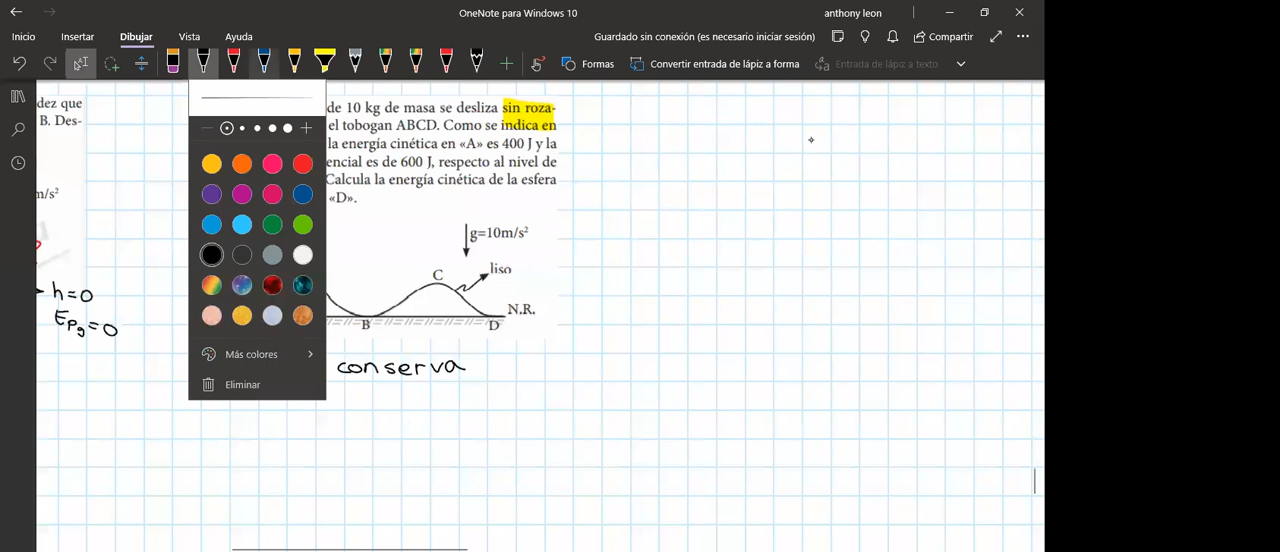 OneNote para Windows 10
anthony leon
Inicio
Insertar
Dibujar
Vista
Ayuda
Guardado sin conexión (es necesario iniciar sesión)
Compartir
Formas
Convertir entrada de lápiz a forma
Entrada de lápiz a texto
dez que
B. Des-
m/s²
h=0
Epg=0
Más colores
Eliminar
de 10 kg de masa se desliza sin roza-
el tobogan ABCD. Como se indica en
la energía cinética en «A» es 400 J y la
encial es de 600 J, respecto al nivel de
Calcula la energía cinética de la esfera
«D».
g=10m/s²
C
liso
N.R.
B
D
conserva